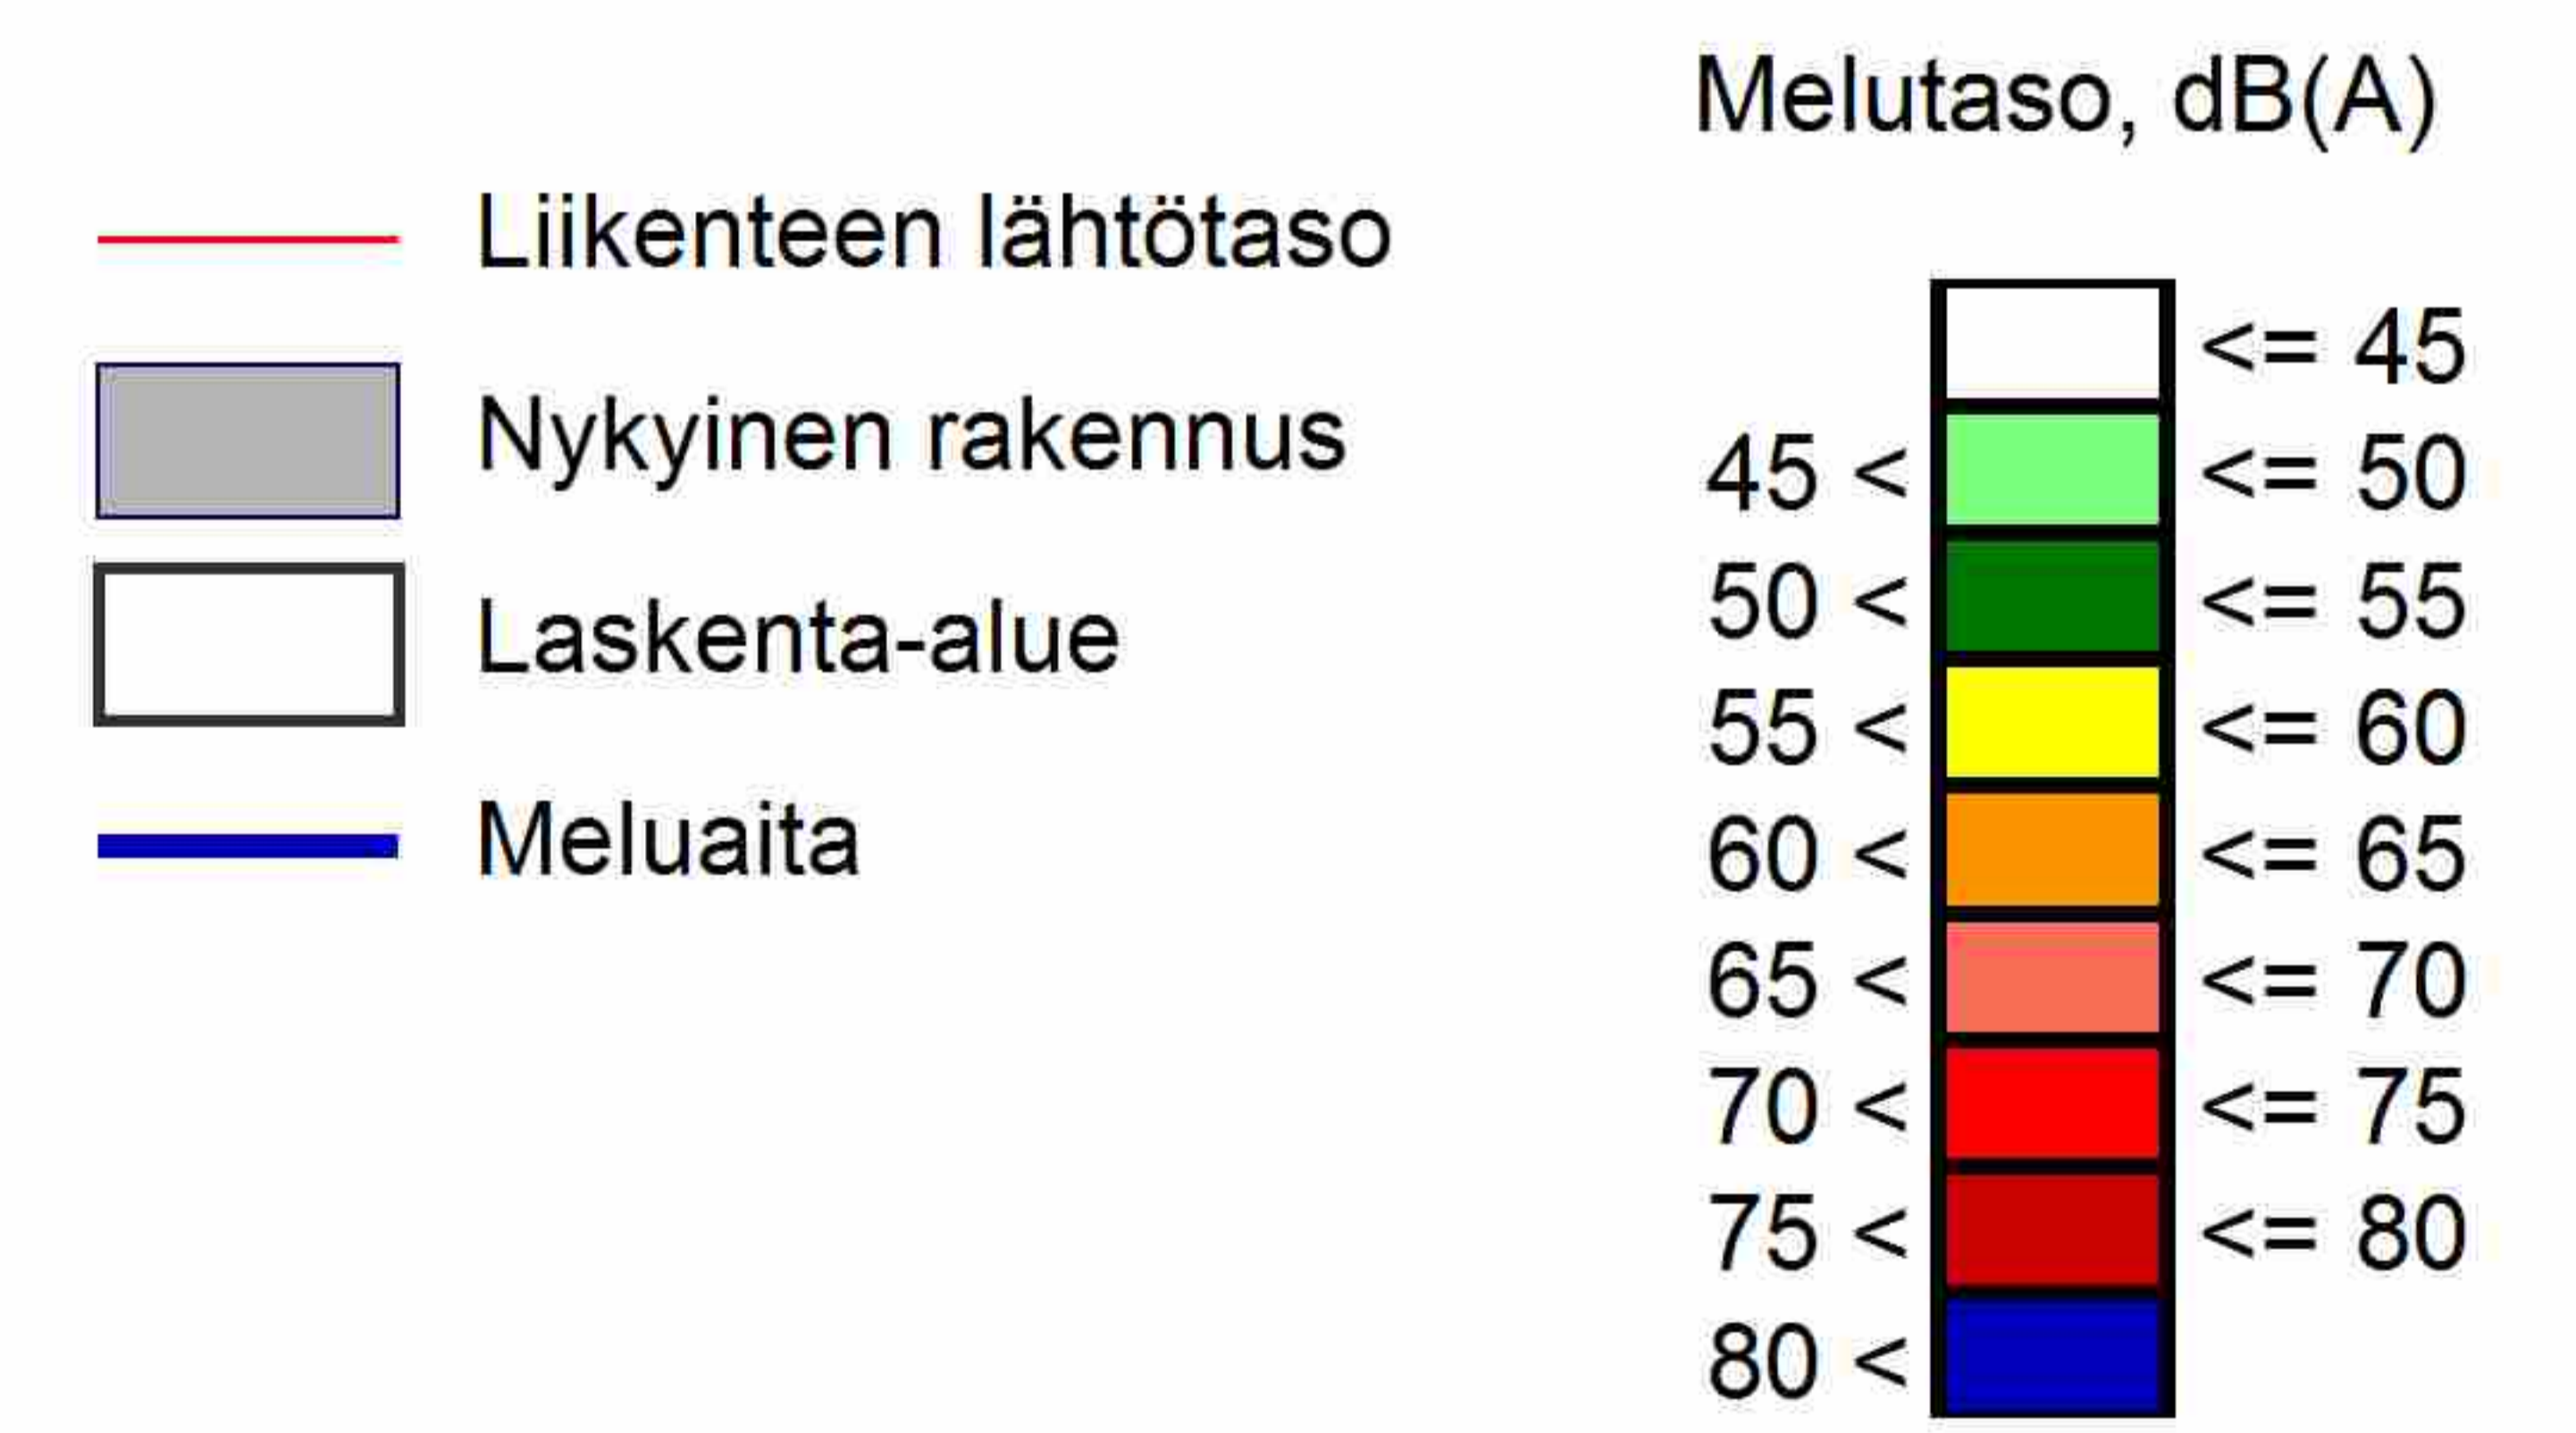 Melutaso, dB(A)
Liikenteen lähtötaso
Nykyinen rakennus
Laskenta-alue
Meluaita
<= 45
45 < <= 50
50 < <= 55
55 < <= 60
60 < <= 65
65 < <= 70
70 < <= 75
75 < <= 80
80 <